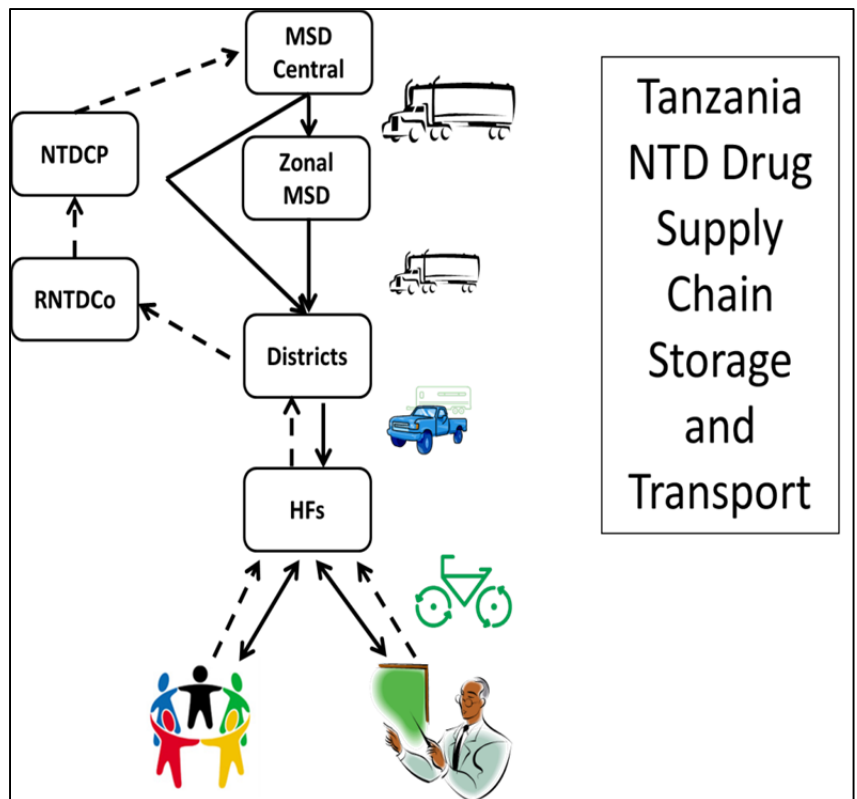 MSD
Central
NTDCP
Zonal
MSD
RNTDCo
Districts
HFs
Tanzania
NTD Drug
Supply
Chain
Storage
and
Transport